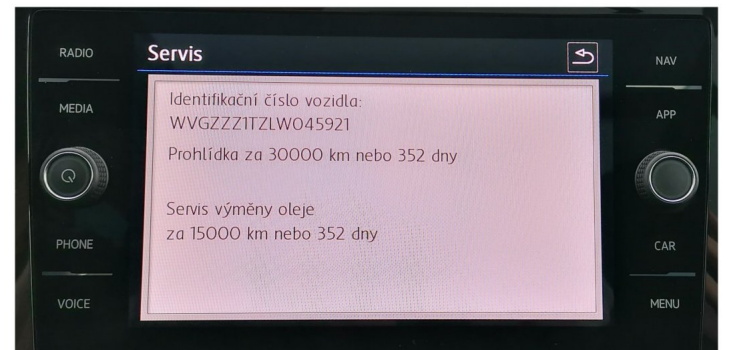 RADIO
Servis
NAV
MEDIA
Identifikační číslo vozidla:
WVGZZZ1TZLW045921
APP
Prohlídka za 30000 km nebo 352 dny
Servis výměny oleje
za 15000 km nebo 352 dny
PHONE
CAR
VOICE
MENU